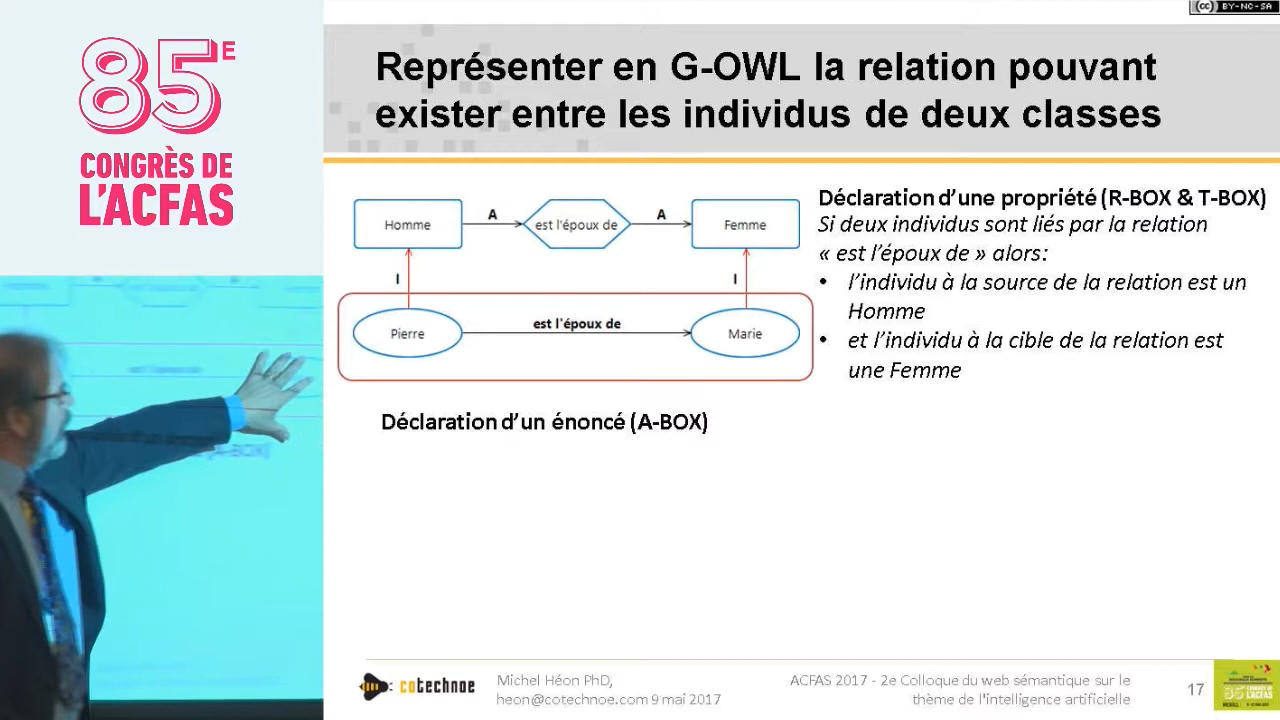 BY-NC-SA
85E
CONGRÈS DE
L'ACFAS
Représenter en G-OWL la relation pouvant
exister entre les individus de deux classes
Homme
A
est l'époux de
A
Femme
I
I
Pierre
est l'époux de
Marie
Déclaration d'un énoncé (A-BOX)
Déclaration d'une propriété (R-BOX & T-BOX)
Si deux individus sont liés par la relation
« est l'époux de » alors:
• l'individu à la source de la relation est un
Homme
• et l'individu à la cible de la relation est
une Femme
cotechnoe
Michel Héon PhD,
heon@cotechnoe.com 9 mai 2017
ACFAS 2017 - 2e Colloque du web sémantique sur le
thème de l'intelligence artificielle
17
85E
L'ACFAS